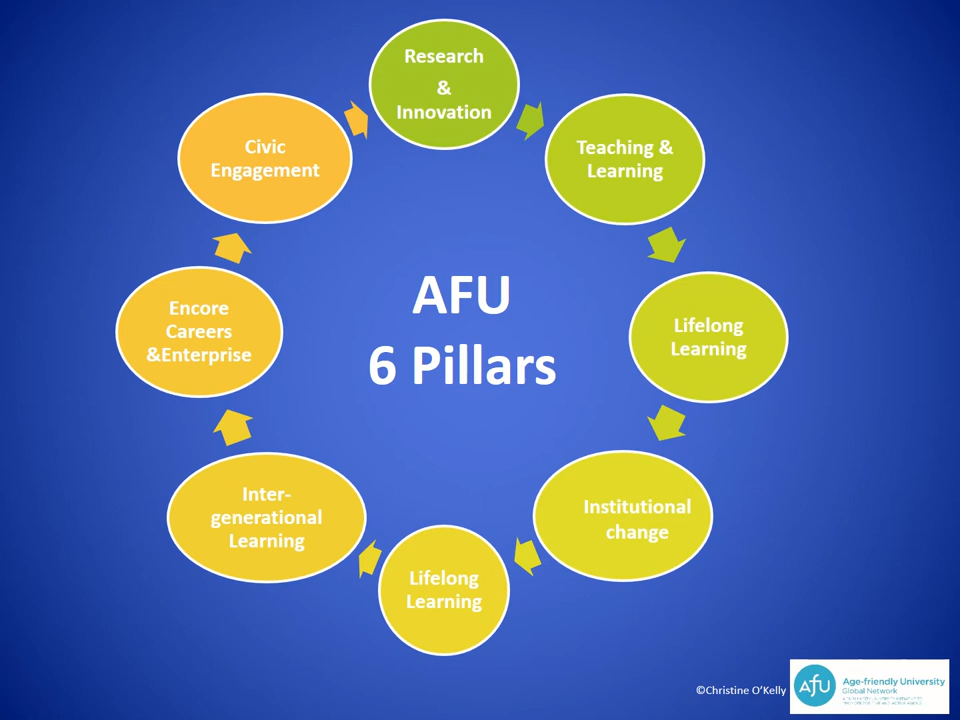 Research
&
Innovation
Teaching &
Learning
Lifelong
Learning
Institutional
change
Lifelong
Learning
Inter-
generational
Learning
Encore
Careers
&Enterprise
Civic
Engagement
AFU
6 Pillars
©Christine O’Kelly
AfU
Age-friendly University
Global Network